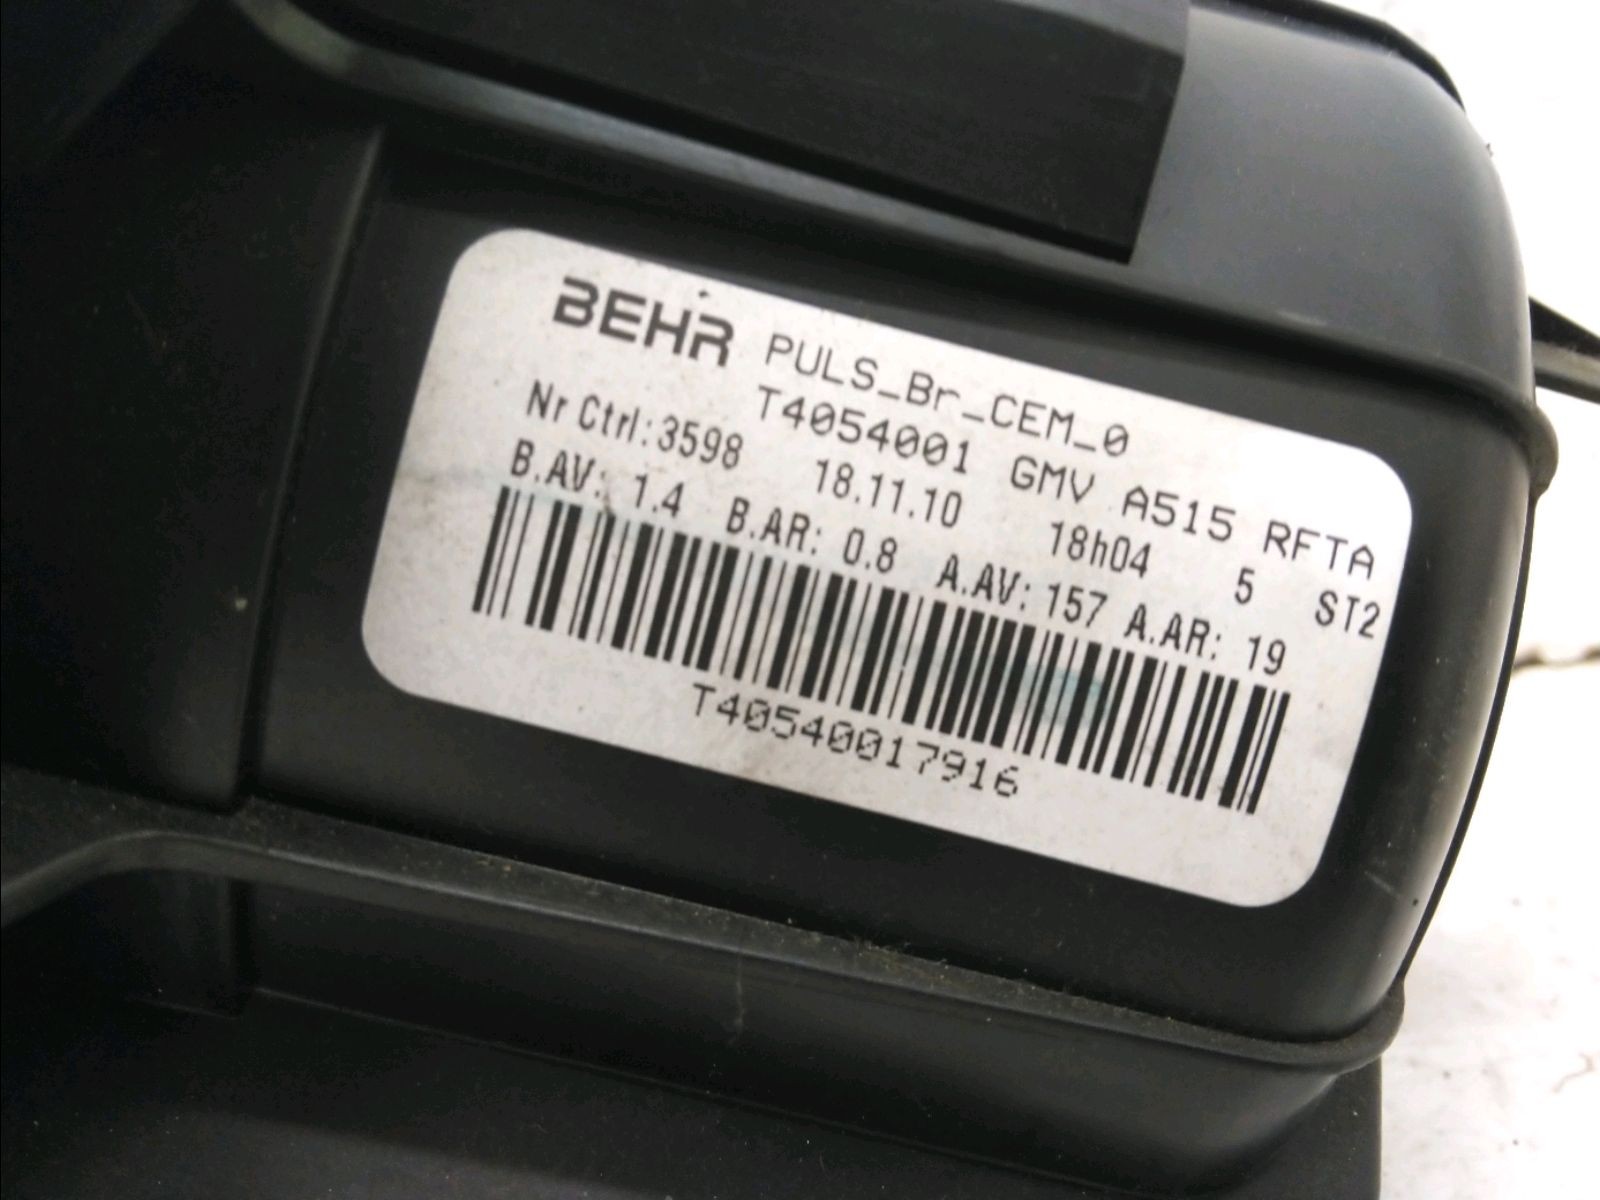 BEHR PULS_Br_CEM_0
T4054001 GMV A515 RFTA
Nr Ctrl:3598 18.11.10 18h04 5 ST2
B.AV: 1.4 B.AR: 0.8 A.AV: 157 A.AR: 19
T40540017916